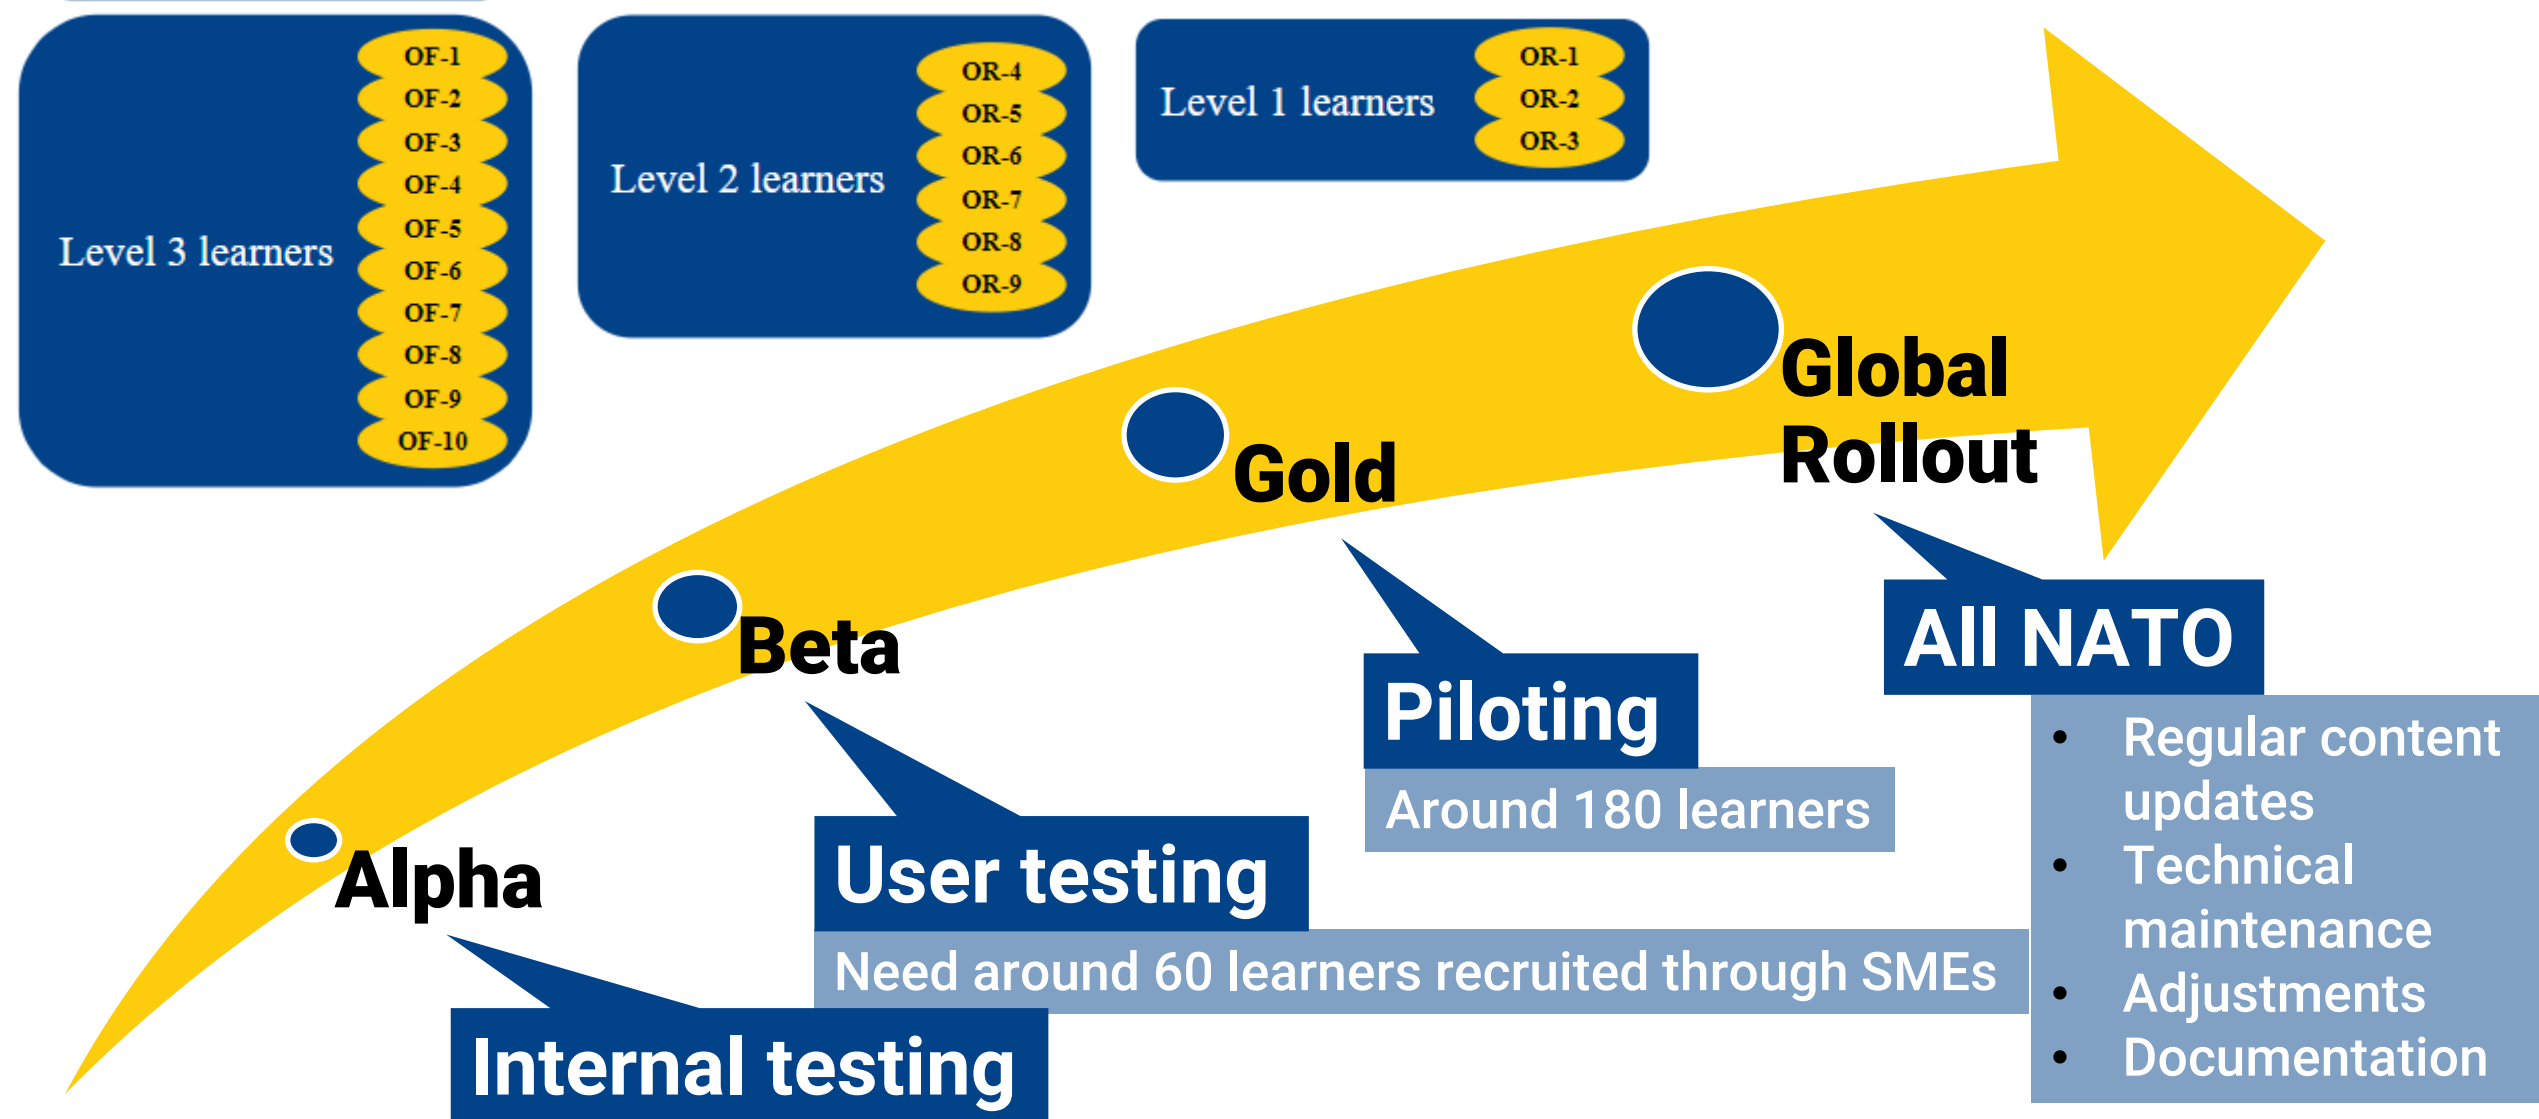 Level 3 learners
OF-1
OF-2
OF-3
OF-4
OF-5
OF-6
OF-7
OF-8
OF-9
OF-10
Level 2 learners
OR-4
OR-5
OR-6
OR-7
OR-8
OR-9
Level 1 learners
OR-1
OR-2
OR-3
Alpha
Internal testing
Beta
User testing
Need around 60 learners recruited through SMEs
Gold
Piloting
Around 180 learners
Global
Rollout
All NATO
• Regular content
updates
• Technical
maintenance
• Adjustments
• Documentation